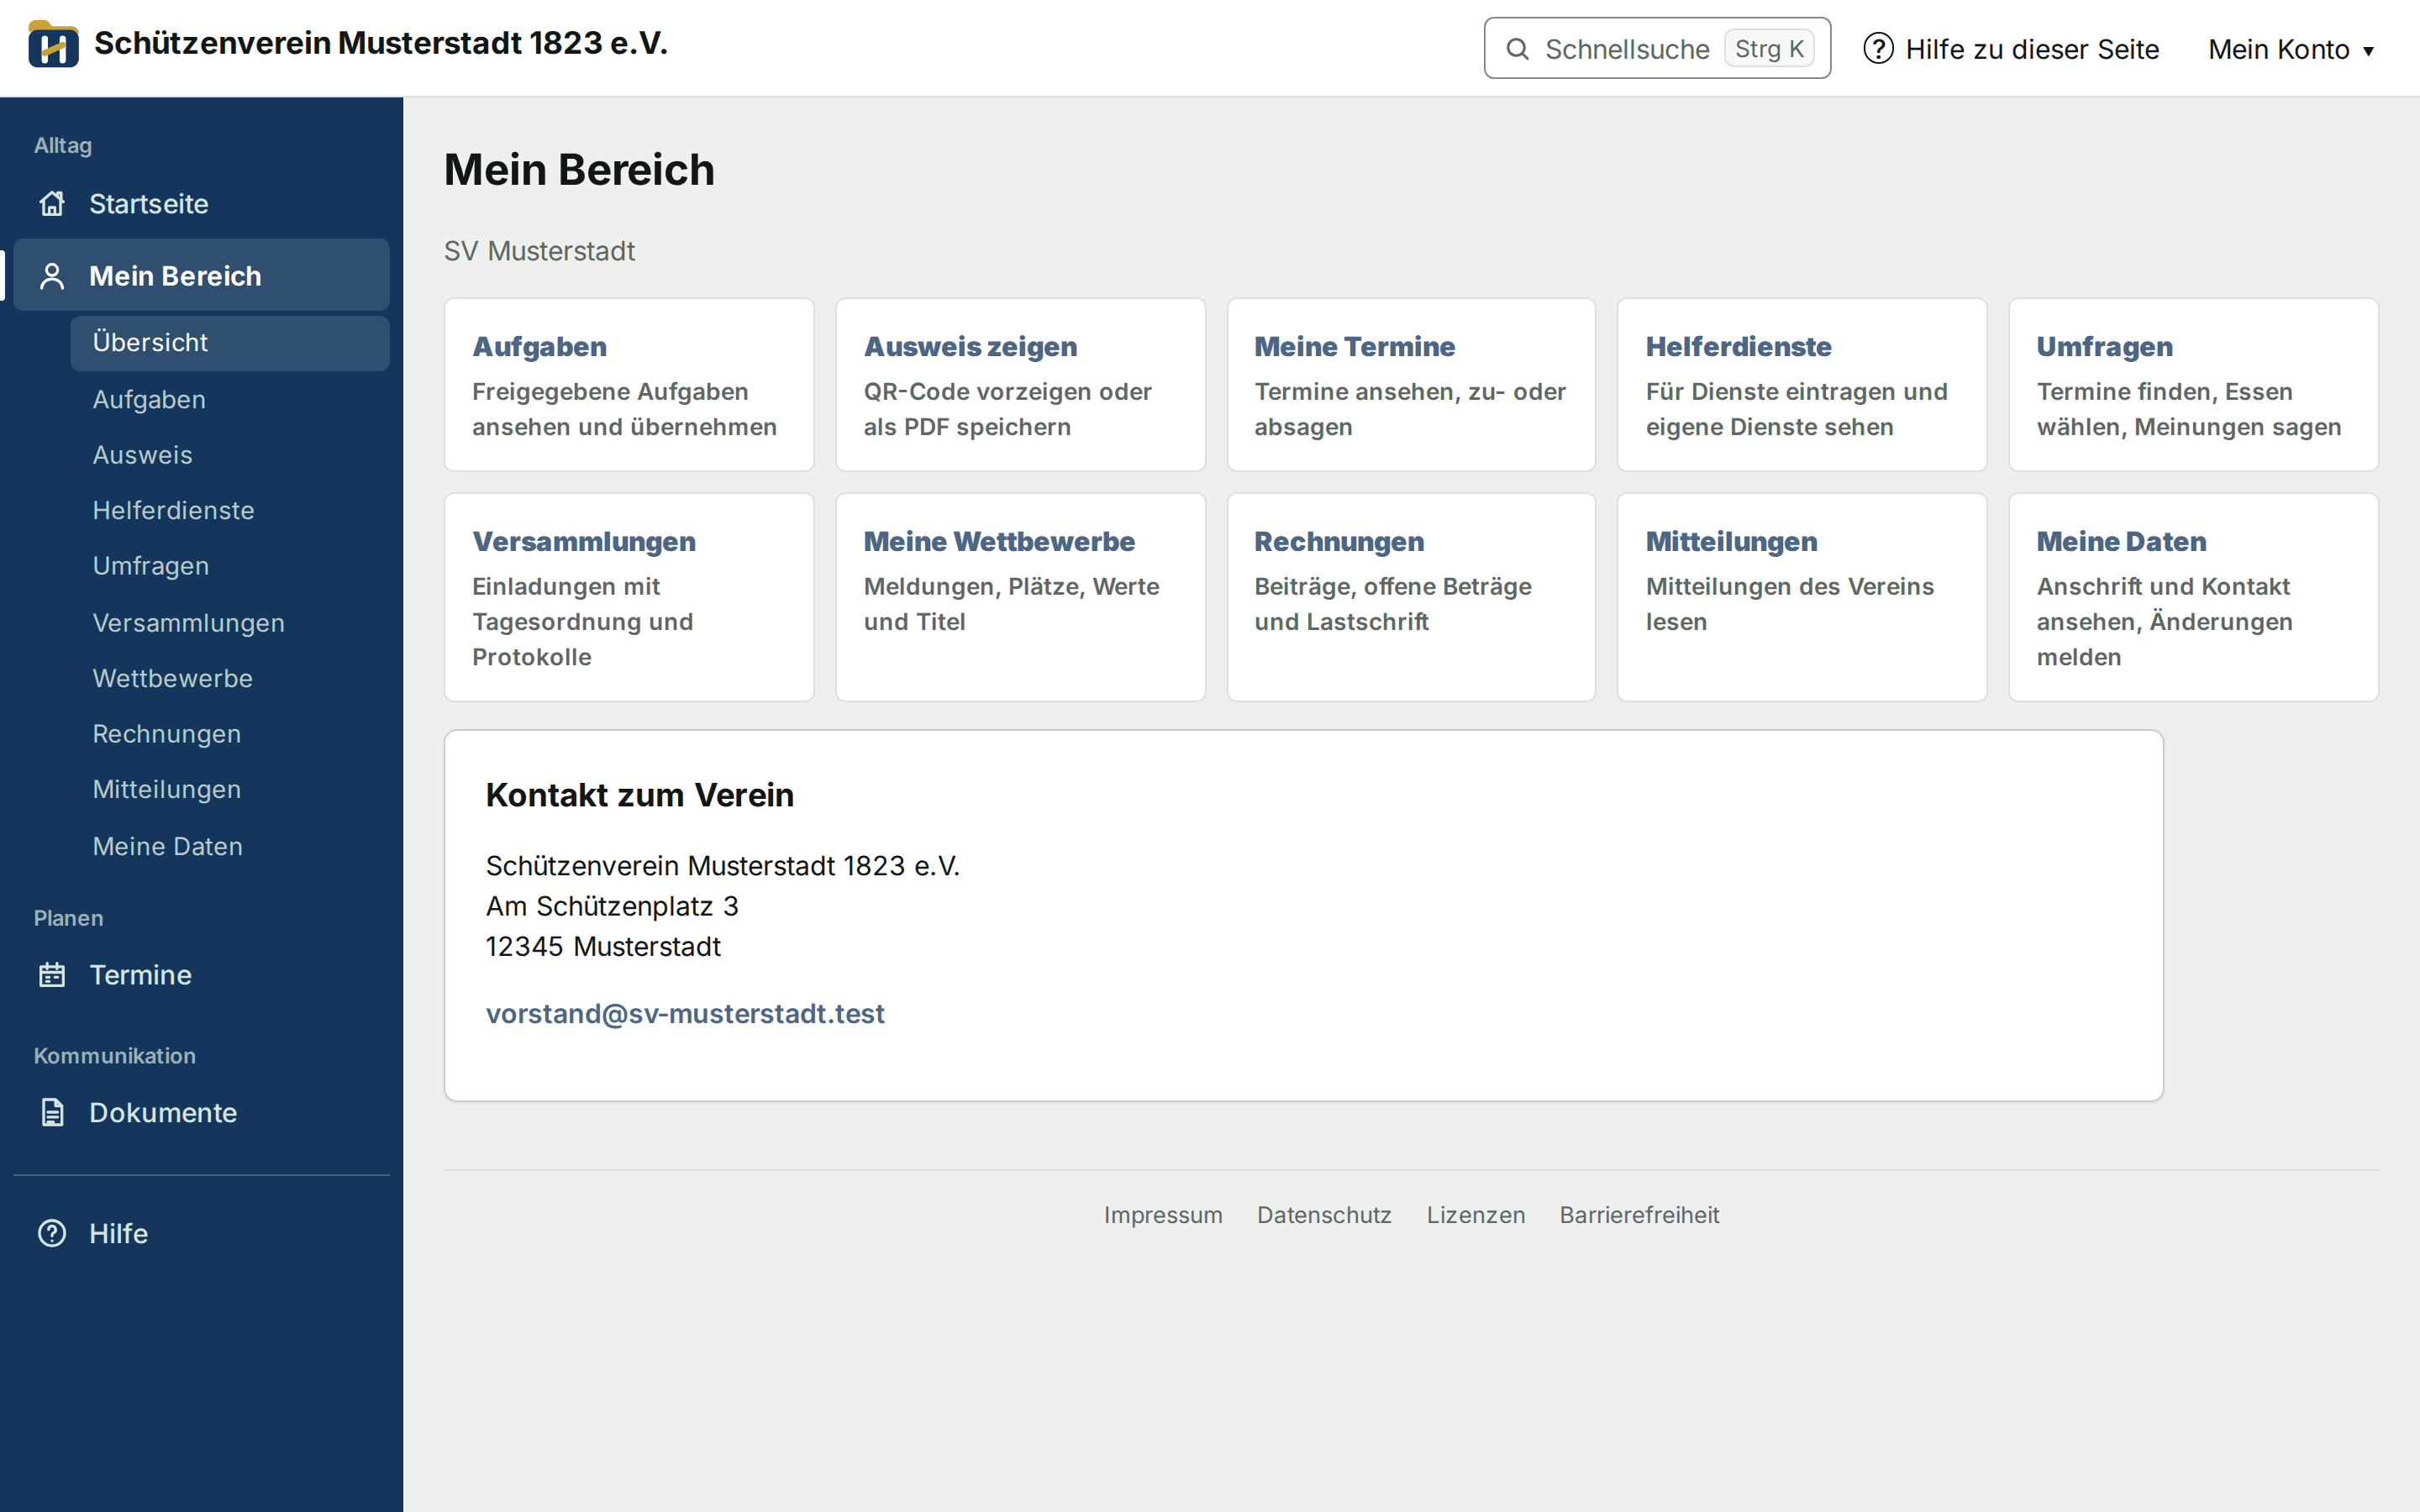 Schützenverein Musterstadt 1823 e.V.
Schnellsuche Strg K
Hilfe zu dieser Seite
Mein Konto
Alltag
Startseite
Mein Bereich
Übersicht
Aufgaben
Ausweis
Helferdienste
Umfragen
Versammlungen
Wettbewerbe
Rechnungen
Mitteilungen
Meine Daten
Planen
Termine
Kommunikation
Dokumente
Hilfe
Mein Bereich
SV Musterstadt
Aufgaben
Freigegebene Aufgaben
ansehen und übernehmen
Ausweis zeigen
QR-Code vorzeigen oder
als PDF speichern
Meine Termine
Termine ansehen, zu- oder
absagen
Helferdienste
Für Dienste eintragen und
eigene Dienste sehen
Umfragen
Termine finden, Essen
wählen, Meinungen sagen
Versammlungen
Einladungen mit
Tagesordnung und
Protokolle
Meine Wettbewerbe
Meldungen, Plätze, Werte
und Titel
Rechnungen
Beiträge, offene Beträge
und Lastschrift
Mitteilungen
Mitteilungen des Vereins
lesen
Meine Daten
Anschrift und Kontakt
ansehen, Änderungen
melden
Kontakt zum Verein
Schützenverein Musterstadt 1823 e.V.
Am Schützenplatz 3
12345 Musterstadt
vorstand@sv-musterstadt.test
Impressum Datenschutz Lizenzen Barrierefreiheit